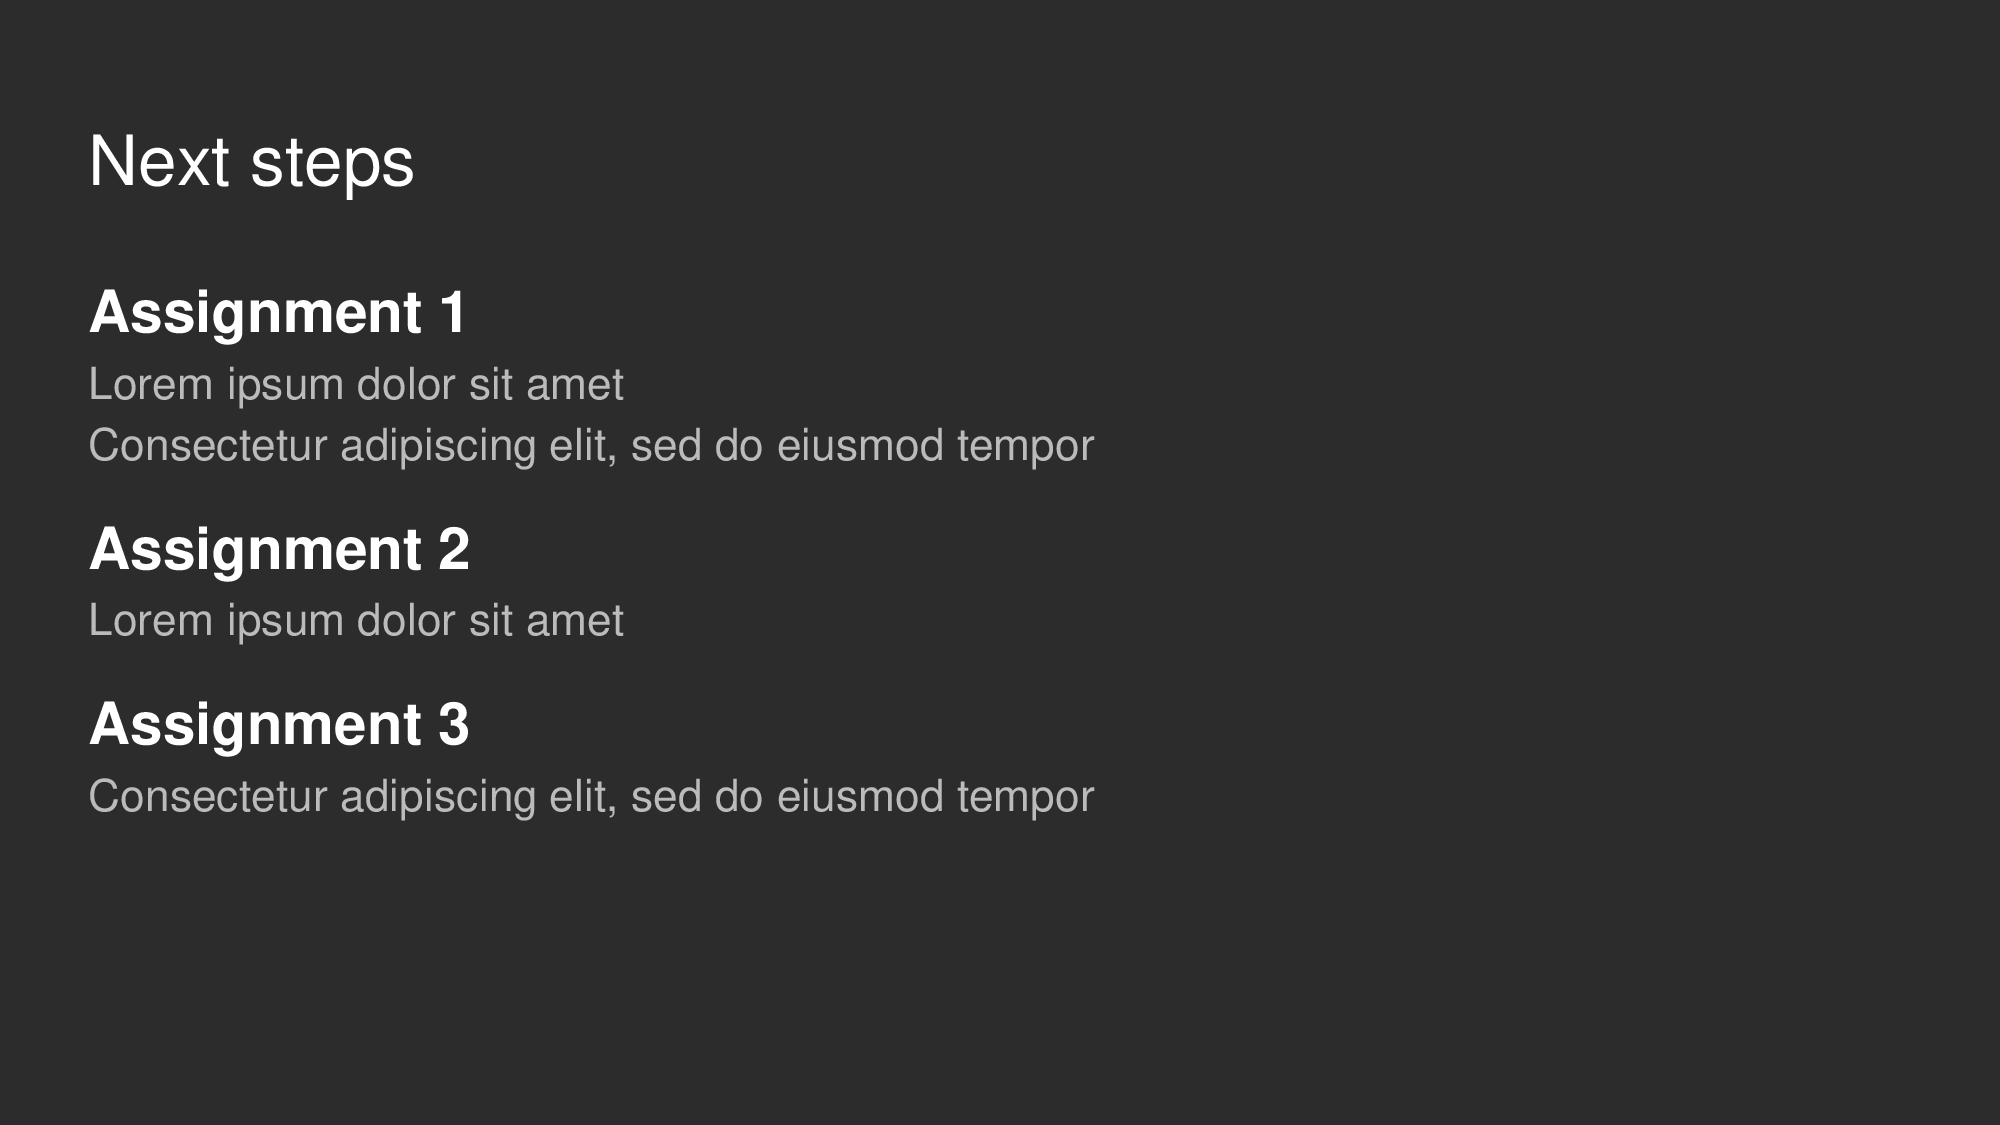 Next steps
Assignment 1
Lorem ipsum dolor sit amet
Consectetur adipiscing elit, sed do eiusmod tempor
Assignment 2
Lorem ipsum dolor sit amet
Assignment 3
Consectetur adipiscing elit, sed do eiusmod tempor